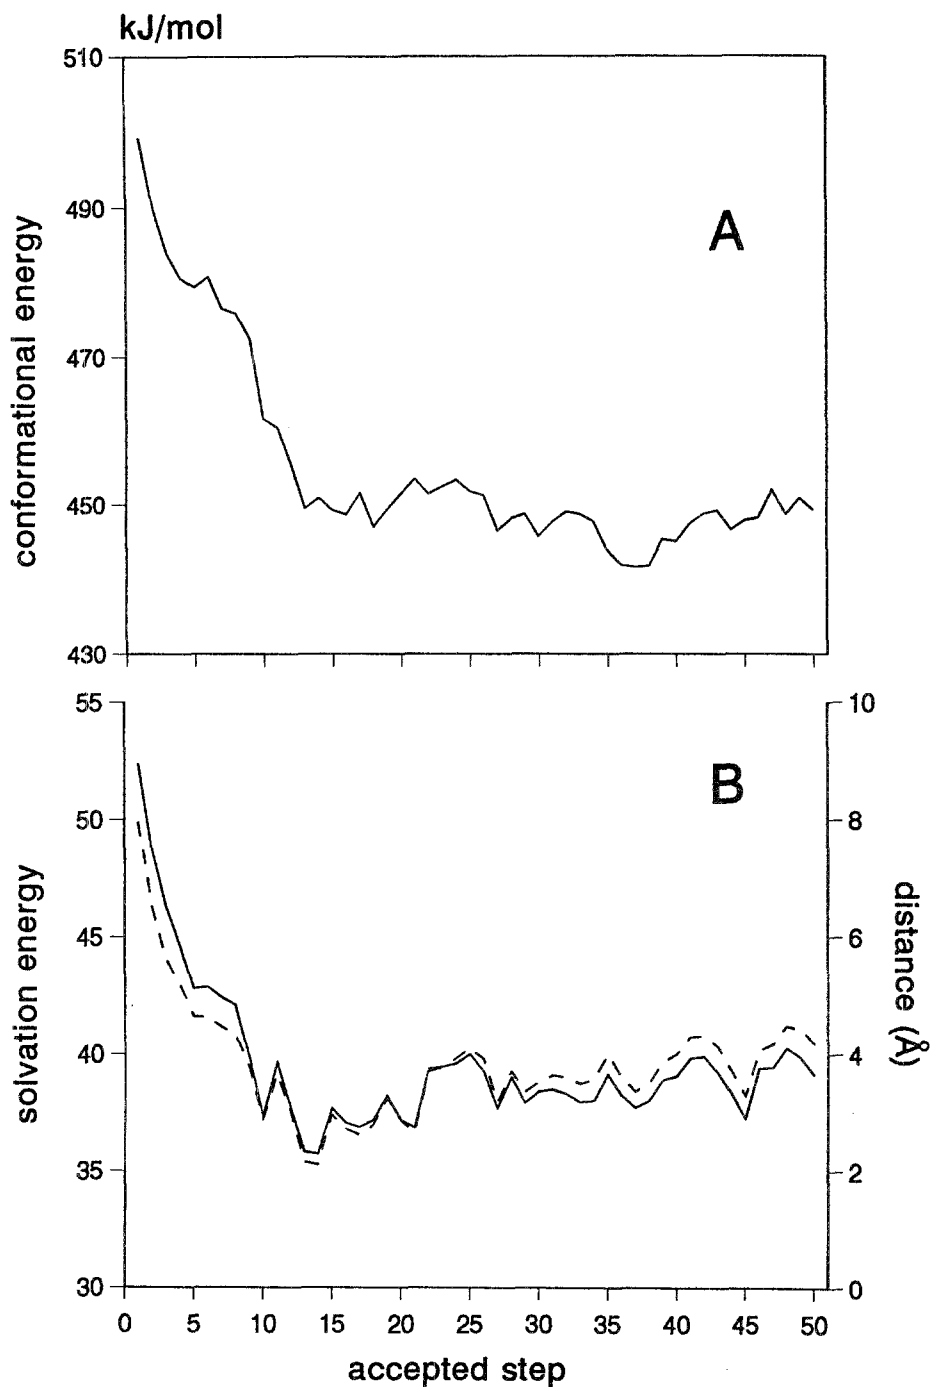 kJ/mol
510
490
470
450
430
conformational energy
A
55
50
45
40
35
30
solvation energy
B
10
8
6
4
2
0
distance (Å)
0 5 10 15 20 25 30 35 40 45 50
accepted step